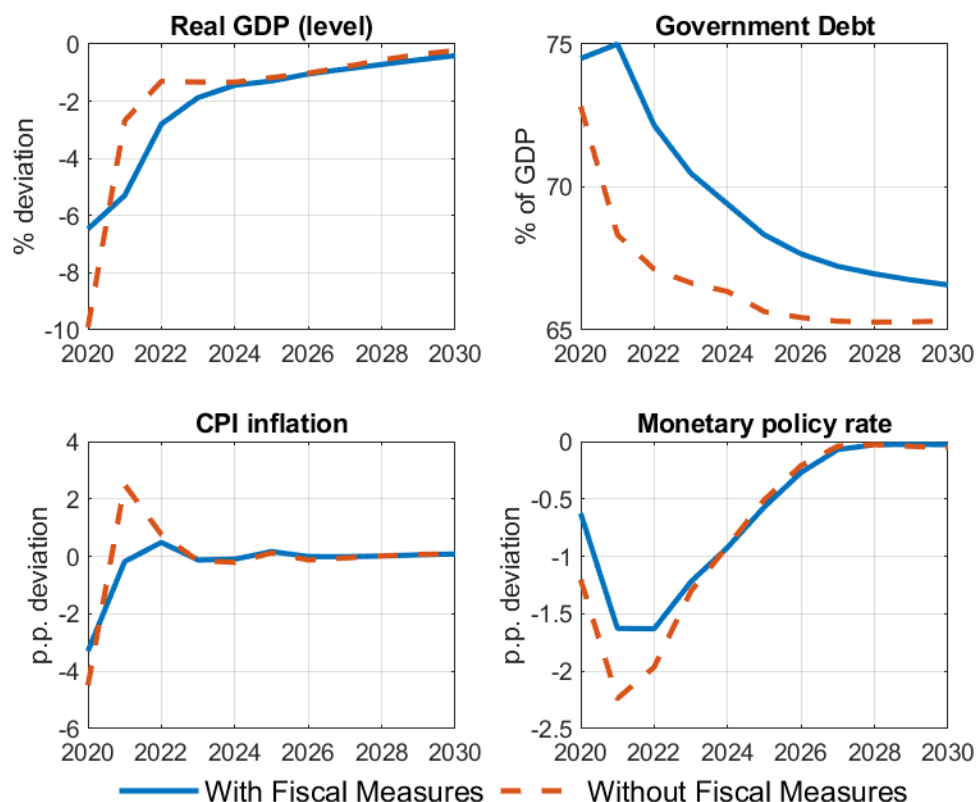 Real GDP (level)
% deviation
0
-2
-4
-6
-8
-10
2020 2022 2024 2026 2028 2030
Government Debt
% of GDP
75
70
65
2020 2022 2024 2026 2028 2030
CPI inflation
p.p. deviation
4
2
0
-2
-4
-6
2020 2022 2024 2026 2028 2030
Monetary policy rate
p.p. deviation
0
-0.5
-1
-1.5
-2
-2.5
2020 2022 2024 2026 2028 2030
With Fiscal Measures Without Fiscal Measures